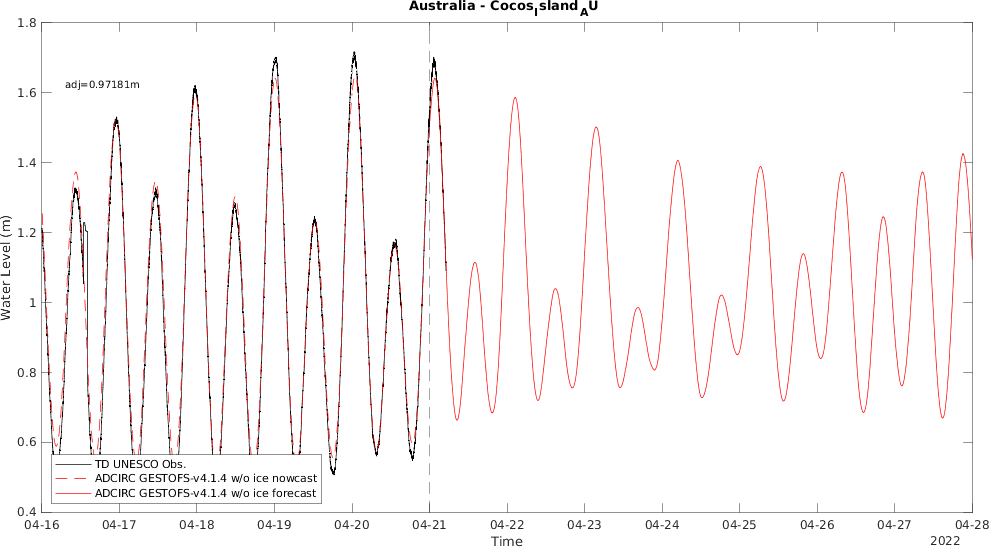 Australia - Cocos_Island_AU
1.8
adj=0.97181m
1.6
1.4
1.2
1
0.8
0.6
0.4
Water Level (m)
TD UNESCO Obs.
ADCIRC GESTOFS-v4.1.4 w/o ice nowcast
ADCIRC GESTOFS-v4.1.4 w/o ice forecast
04-16 04-17 04-18 04-19 04-20 04-21 04-22 04-23 04-24 04-25 04-26 04-27 04-28
Time
2022